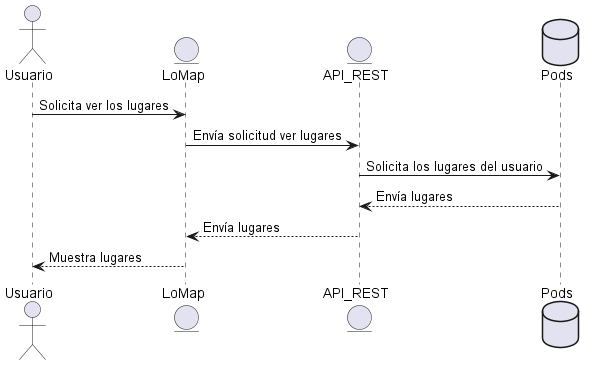 Usuario
LoMap
API_REST
Pods
Solicita ver los lugares
Envía solicitud ver lugares
Solicita los lugares del usuario
Envía lugares
Envía lugares
Muestra lugares
Usuario
LoMap
API_REST
Pods